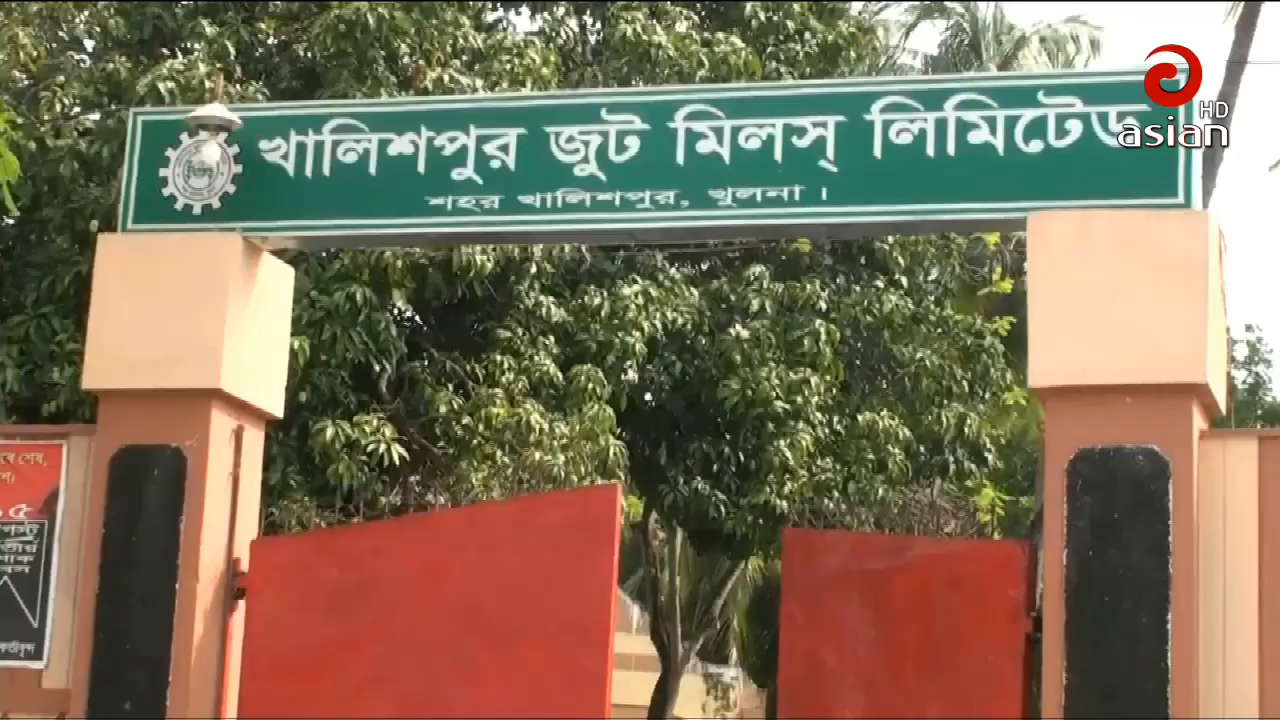 খালিশপুর জুট মিলস্ লিমিটেড
শহর খালিশপুর, খুলনা।
HD
asian
শেষ,